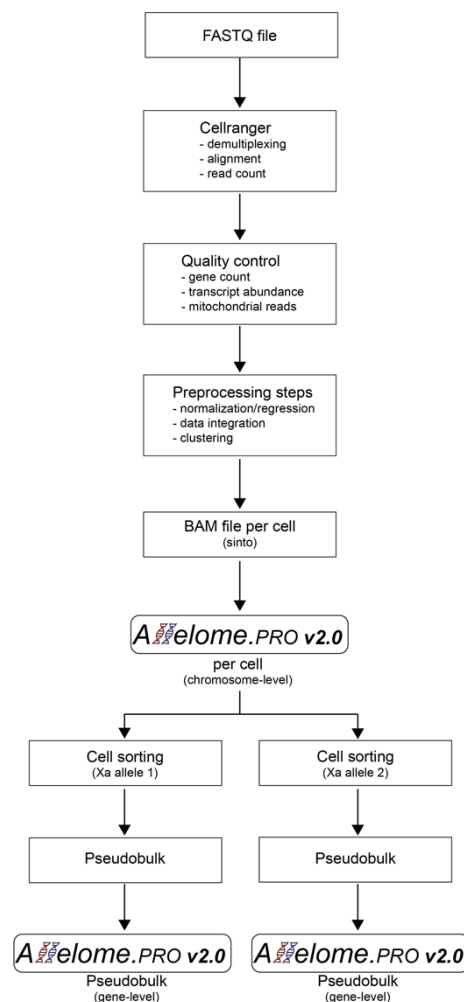 FASTQ file
Cellranger
- demultiplexing
- alignment
- read count
Quality control
- gene count
- transcript abundance
- mitochondrial reads
Preprocessing steps
- normalization/regression
- data integration
- clustering
BAM file per cell
(sinto)
Allelome.PRO v2.0
per cell
(chromosome-level)
Cell sorting
(Xa allele 1)
Cell sorting
(Xa allele 2)
Pseudobulk
Pseudobulk
Allelome.PRO v2.0
Allelome.PRO v2.0
Pseudobulk
(gene-level)
Pseudobulk
(gene-level)